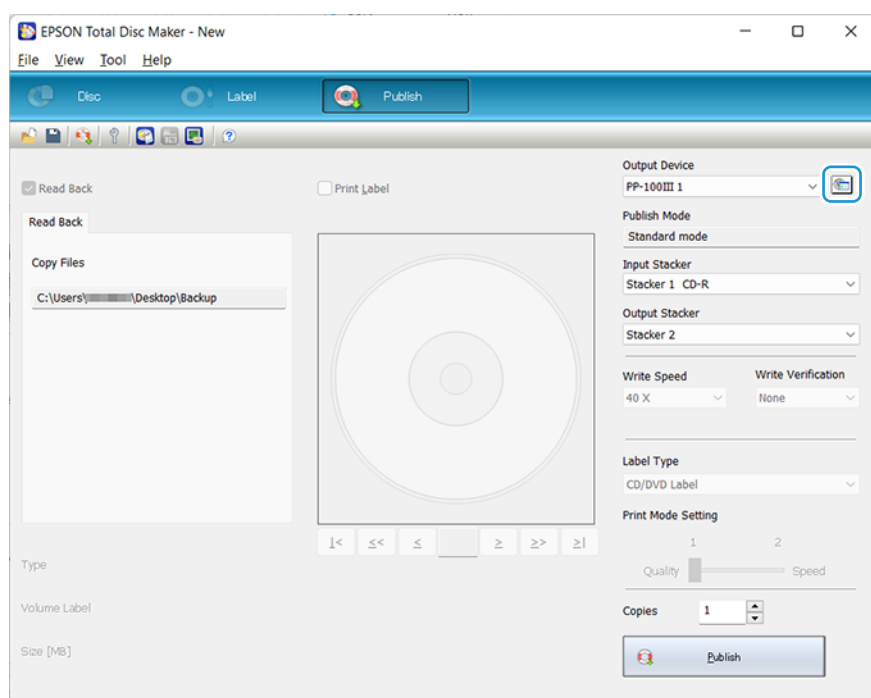 EPSON Total Disc Maker - New
File View Tool Help
Disc Label Publish
Read Back
Print Label
Read Back
Copy Files
C:\Users\ \Desktop\Backup
|< << < > >> >|
Type
Volume Label
Size [MB]
Output Device
PP-100III 1
Publish Mode
Standard mode
Input Stacker
Stacker 1 CD-R
Output Stacker
Stacker 2
Write Speed Write Verification
40 X None
Label Type
CD/DVD Label
Print Mode Setting
1 2
Quality Speed
Copies 1
Publish